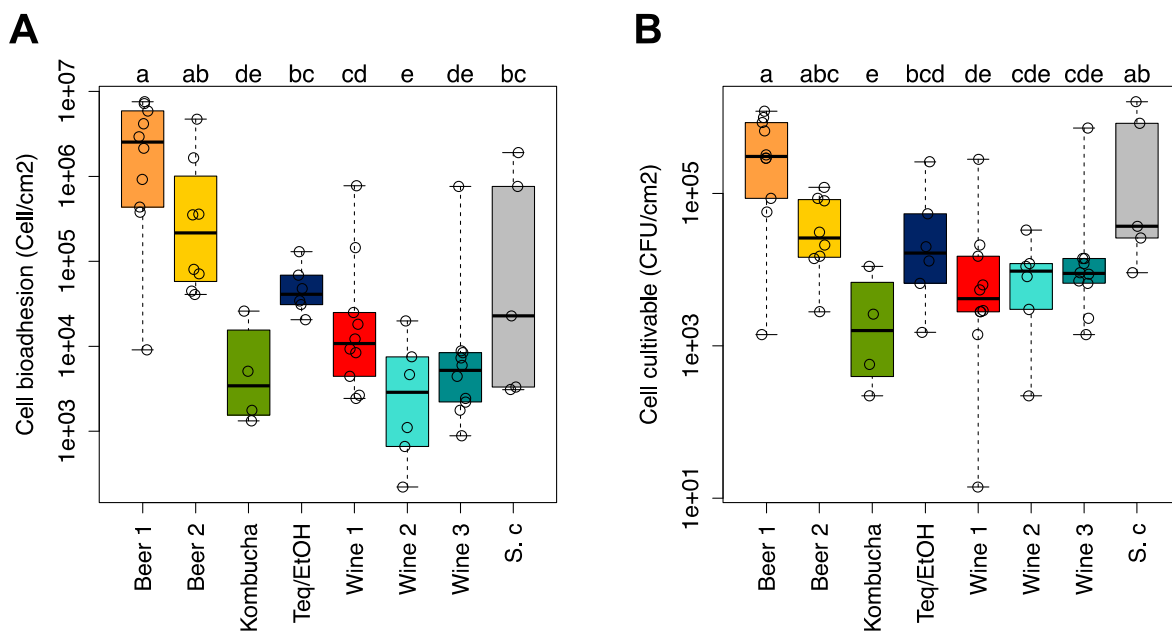 A
a ab de bc cd e de bc
Cell bioadhesion (Cell/cm2)
1e+07
1e+06
1e+05
1e+04
1e+03
Beer 1
Beer 2
Kombucha
Teq/EtOH
Wine 1
Wine 2
Wine 3
S. c
B
a abc e bcd de cde cde ab
Cell cultivable (CFU/cm2)
1e+05
1e+03
1e+01
Beer 1
Beer 2
Kombucha
Teq/EtOH
Wine 1
Wine 2
Wine 3
S. c